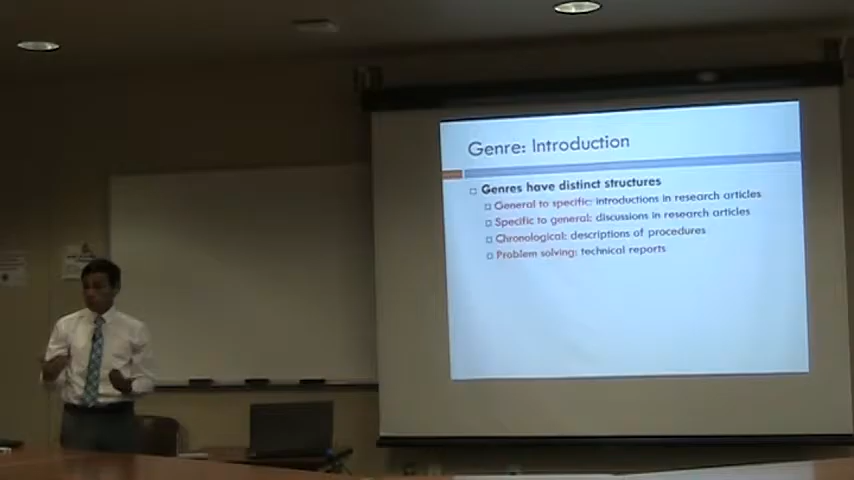 Genre: Introduction
Genres have distinct structures
General to specific: introductions in research articles
Specific to general: discussions in research articles
Chronological: descriptions of procedures
Problem solving: technical reports